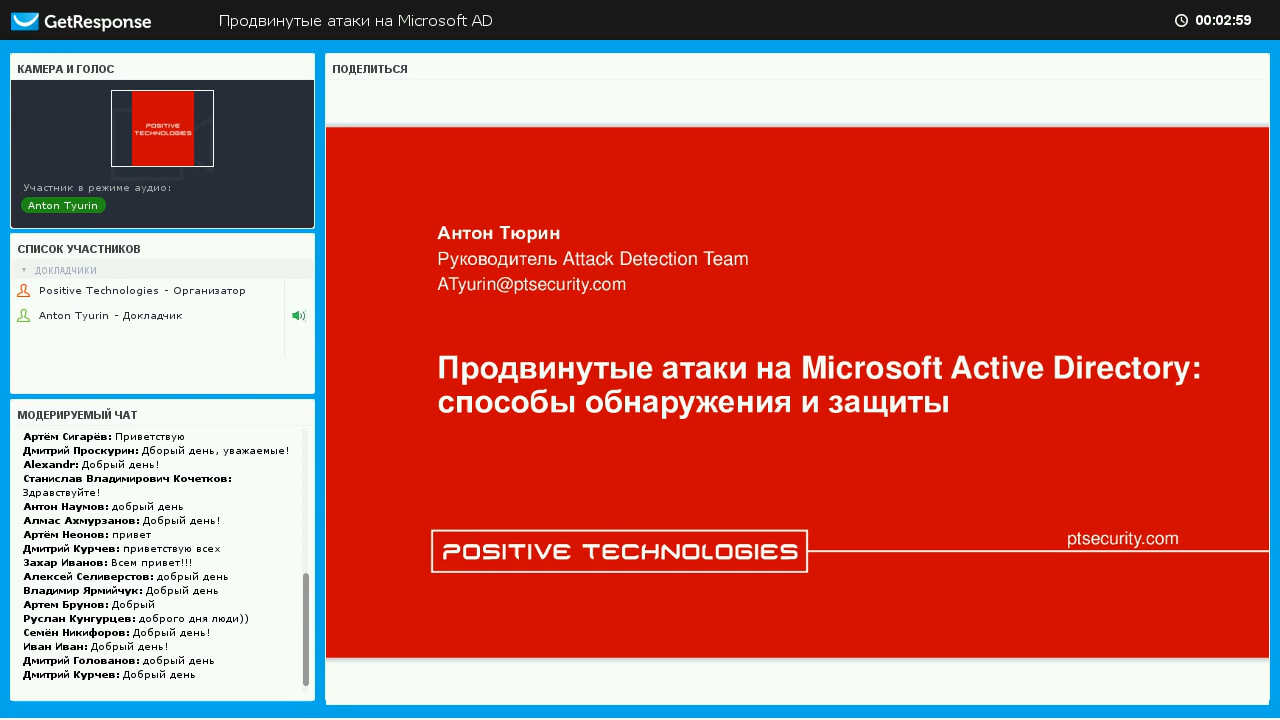 GetResponse
Продвинутые атаки на Microsoft AD
00:02:59
КАМЕРА И ГОЛОС
POSITIVE
TECHNOLOGIES
Участник в режиме аудио:
Anton Tyurin
СПИСОК УЧАСТНИКОВ
ДОКЛАДЧИКИ
Positive Technologies - Организатор
Anton Tyurin - Докладчик
МОДЕРИРУЕМЫЙ ЧАТ
Артём Сигарёв: Приветствую
Дмитрий Проскурин: Дборый день, уважаемые!
Alexandr: Добрый день!
Станислав Владимирович Кочетков:
Здравствуйте!
Антон Наумов: добрый день
Алмас Ахмурзанов: Добрый день!
Артём Неонов: привет
Дмитрий Курчев: приветствую всех
Захар Иванов: Всем привет!!!
Алексей Селиверстов: добрый день
Владимир Ярмийчук: Добрый день
Артем Брунов: Добрый
Руслан Кунгурцев: доброго дня люди))
Семён Никифоров: Добрый день!
Иван Иван: Добрый день!
Дмитрий Голованов: добрый день
Дмитрий Курчев: Добрый день
ПОДЕЛИТЬСЯ
Антон Тюрин
Руководитель Attack Detection Team
ATyurin@ptsecurity.com
Продвинутые атаки на Microsoft Active Directory:
способы обнаружения и защиты
POSITIVE TECHNOLOGIES
ptsecurity.com